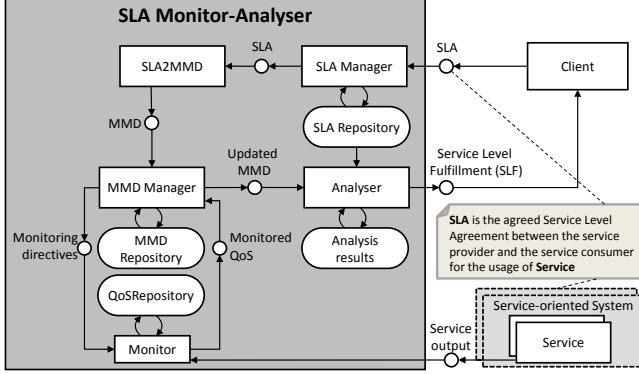 SLA Monitor-Analyser
SLA
SLA
SLA2MMD
SLA Manager
Client
MMD
SLA Repository
Updated
MMD
Service Level
Fulfillment (SLF)
MMD Manager
Analyser
Monitoring
directives
MMD
Repository
Monitored
QoS
Analysis
results
SLA is the agreed Service Level
Agreement between the service
provider and the service consumer
for the usage of Service
QoSRepository
Service-oriented System
Monitor
Service
output
Service